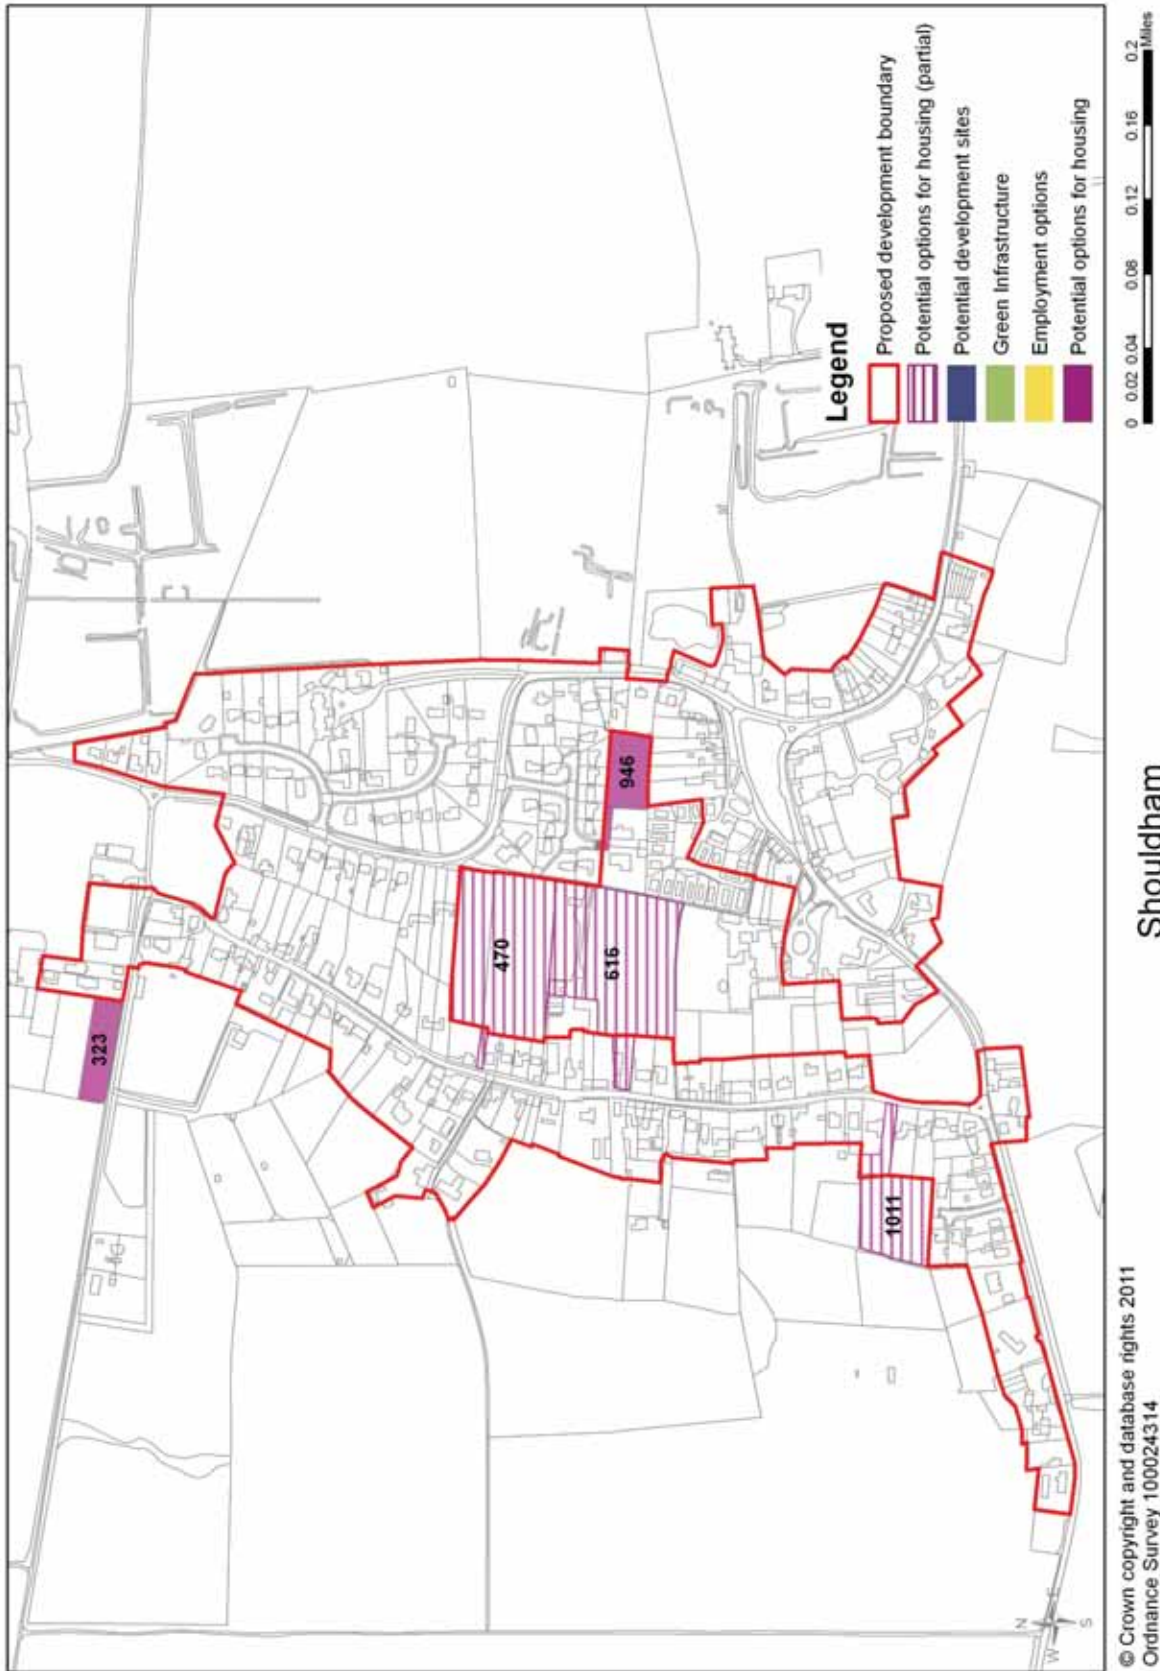 323
470
616
946
1011
Legend
Proposed development boundary
Potential options for housing (partial)
Potential development sites
Green Infrastructure
Employment options
Potential options for housing
0 0.02 0.04 0.08 0.12 0.16 0.2
Miles
N
W E
S
© Crown copyright and database rights 2011
Ordnance Survey 100024314
Shouldham